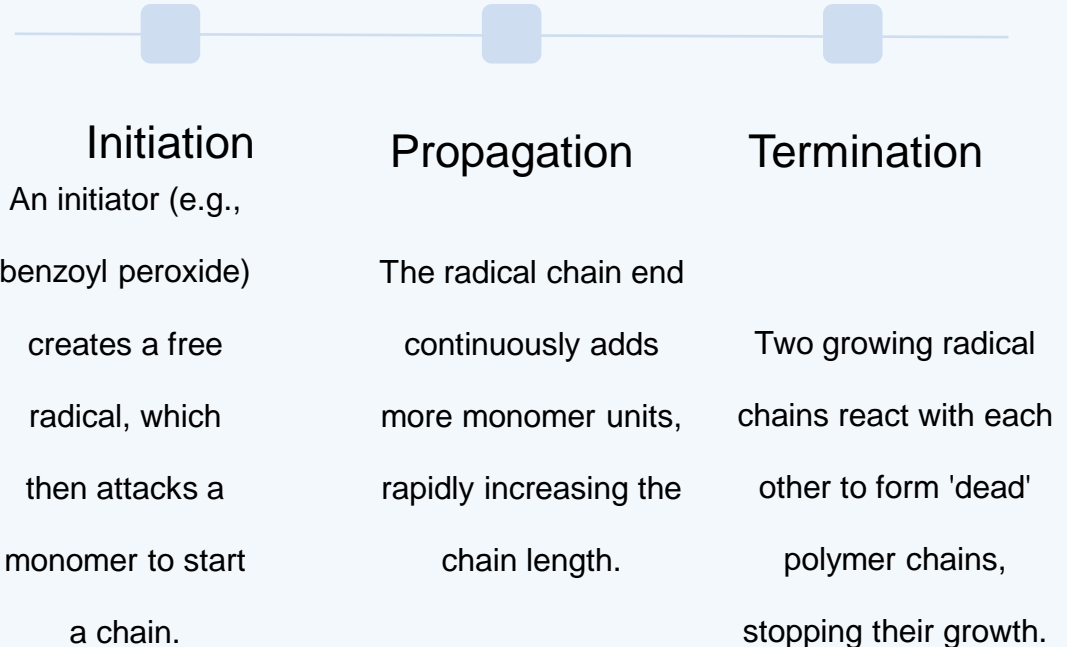 Initiation
An initiator (e.g.,
benzoyl peroxide)
creates a free
radical, which
then attacks a
monomer to start
a chain.
Propagation
The radical chain end
continuously adds
more monomer units,
rapidly increasing the
chain length.
Termination
Two growing radical
chains react with each
other to form 'dead'
polymer chains,
stopping their growth.